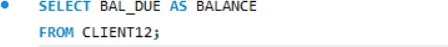 SELECT BAL_DUE AS BALANCE
FROM CLIENT12;